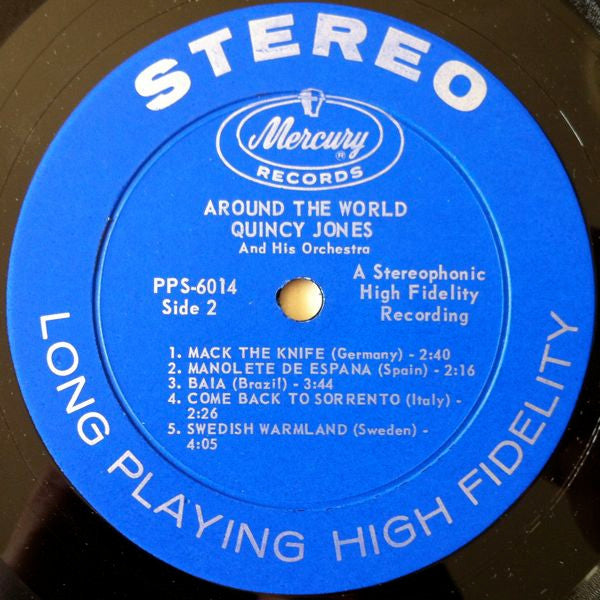 STEREO
Mercury®
RECORDS
AROUND THE WORLD
QUINCY JONES
And His Orchestra
PPS-6014
Side 2
A Stereophonic
High Fidelity
Recording
1. MACK THE KNIFE (Germany) - 2:40
2. MANOLETE DE ESPANA (Spain) - 2:16
3. BAIA (Brazil) - 3:44
4. COME BACK TO SORRENTO (Italy) -
2:26
5. SWEDISH WARMLAND (Sweden) -
4:05
LONG PLAYING HIGH FIDELITY